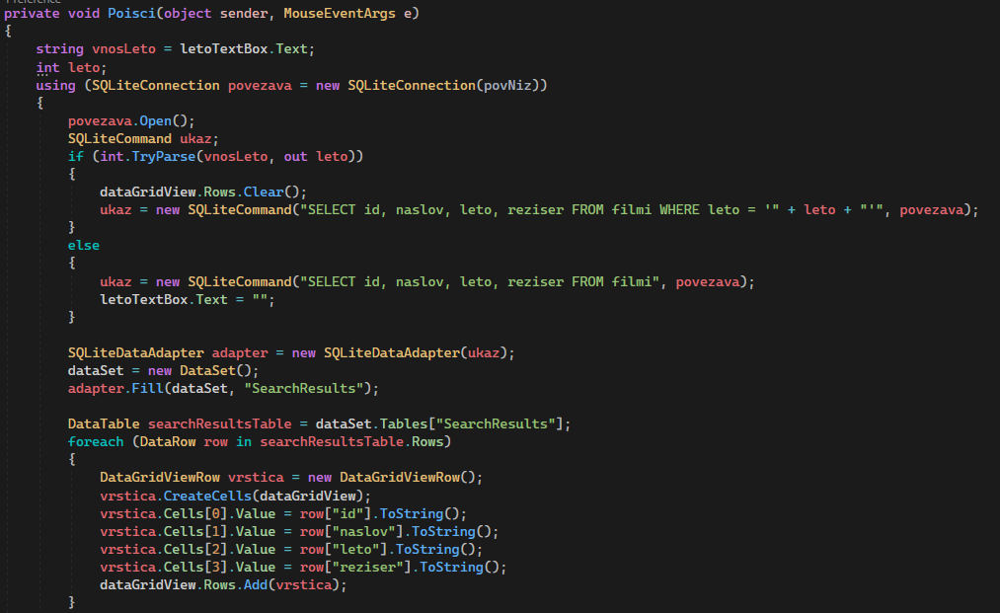 private void Poisci(object sender, MouseEventArgs e)
{
    string vnosLeto = letoTextBox.Text;
    int leto;
    using (SQLiteConnection povezava = new SQLiteConnection(povNiz))
    {
        povezava.Open();
        SQLiteCommand ukaz;
        if (int.TryParse(vnosLeto, out leto))
        {
            dataGridView.Rows.Clear();
            ukaz = new SQLiteCommand("SELECT id, naslov, leto, reziser FROM filmi WHERE leto = '" + leto + "'", povezava);
        }
        else
        {
            ukaz = new SQLiteCommand("SELECT id, naslov, leto, reziser FROM filmi", povezava);
            letoTextBox.Text = "";
        }

        SQLiteDataAdapter adapter = new SQLiteDataAdapter(ukaz);
        dataSet = new DataSet();
        adapter.Fill(dataSet, "SearchResults");

        DataTable searchResultsTable = dataSet.Tables["SearchResults"];
        foreach (DataRow row in searchResultsTable.Rows)
        {
            DataGridViewRow vrstica = new DataGridViewRow();
            vrstica.CreateCells(dataGridView);
            vrstica.Cells[0].Value = row["id"].ToString();
            vrstica.Cells[1].Value = row["naslov"].ToString();
            vrstica.Cells[2].Value = row["leto"].ToString();
            vrstica.Cells[3].Value = row["reziser"].ToString();
            dataGridView.Rows.Add(vrstica);
        }